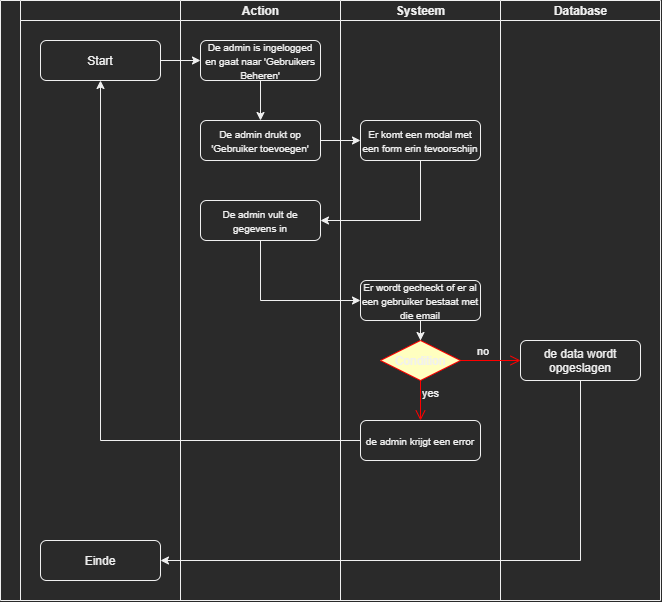 Action
Systeem
Database
Start
De admin is ingelogged
en gaat naar 'Gebruikers
Beheren'
De admin drukt op
'Gebruiker toevoegen'
Er komt een modal met
een form erin tevoorschijn
De admin vult de
gegevens in
Er wordt gecheckt of er al
een gebruiker bestaat met
die email
Condition
no
de data wordt
opgeslagen
yes
de admin krijgt een error
Einde